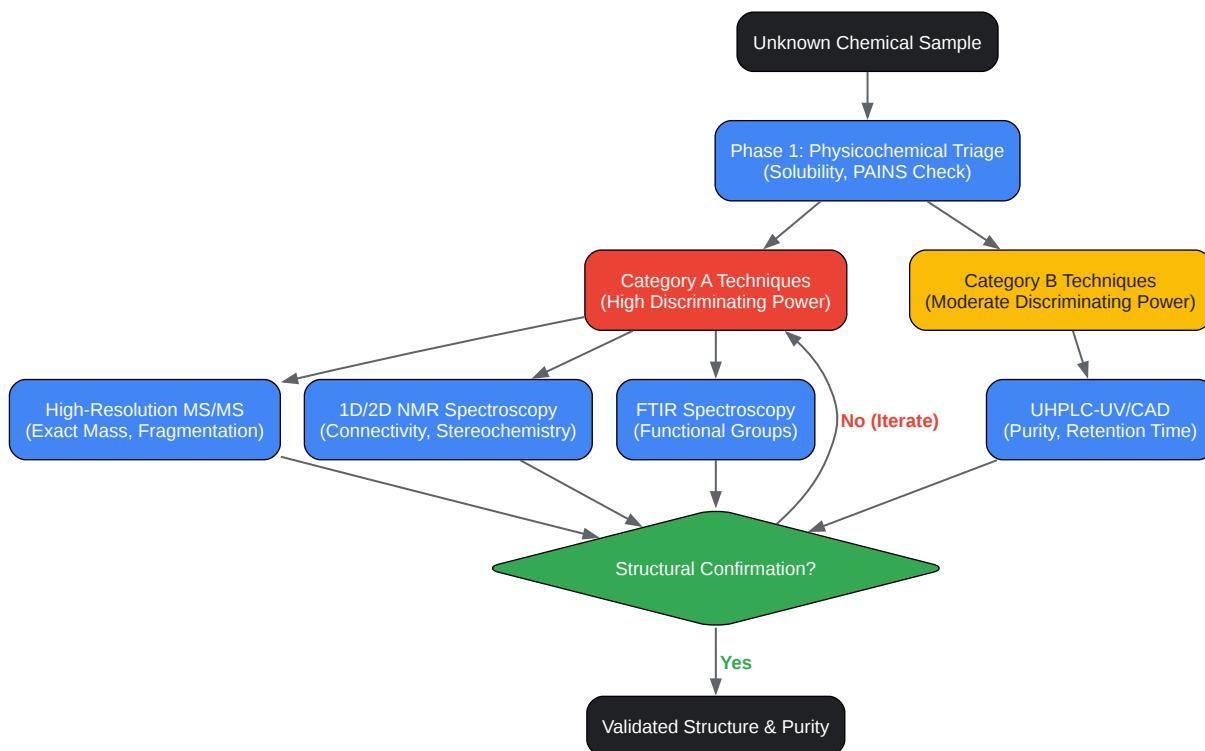 Unknown Chemical Sample
Phase 1: Physicochemical Triage
(Solubility, PAINS Check)
Category A Techniques
(High Discriminating Power)
Category B Techniques
(Moderate Discriminating Power)
High-Resolution MS/MS
(Exact Mass, Fragmentation)
1D/2D NMR Spectroscopy
(Connectivity, Stereochemistry)
FTIR Spectroscopy
(Functional Groups)
No (Iterate)
UHPLC-UV/CAD
(Purity, Retention Time)
Structural Confirmation?
Yes
Validated Structure & Purity